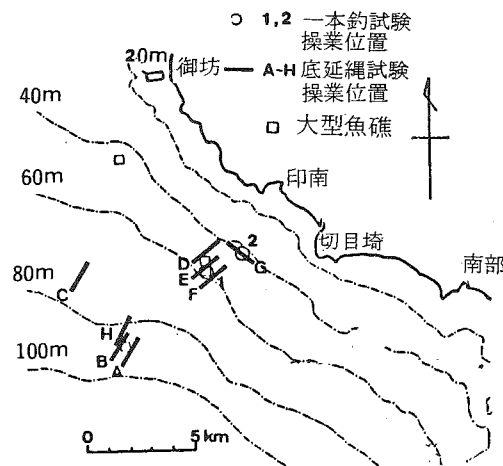 1,2 一本釣試験
操業位置
A-H 底延縄試験
操業位置
大型魚礁
20m
御坊
40m
印南
60m
切目埼
南部
2
G
D
E
F
1
80m
C
H
B
A
100m
0 5 km